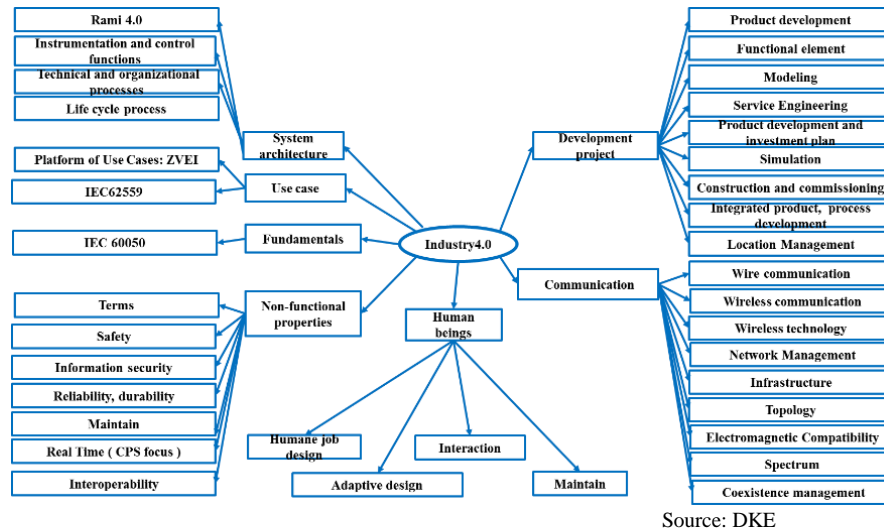 Rami 4.0
Instrumentation and control
functions
Technical and organizational
processes
Life cycle process
System
architecture
Platform of Use Cases: ZVEI
IEC62559
Use case
IEC 60050
Fundamentals
Industry4.0
Terms
Safety
Information security
Reliability, durability
Maintain
Real Time ( CPS focus )
Interoperability
Non-functional
properties
Human
beings
Humane job
design
Adaptive design
Interaction
Maintain
Development
project
Product development
Functional element
Modeling
Service Engineering
Product development and
investment plan
Simulation
Construction and commissioning
Integrated product, process
development
Location Management
Communication
Wire communication
Wireless communication
Wireless technology
Network Management
Infrastructure
Topology
Electromagnetic Compatibility
Spectrum
Coexistence management
Source: DKE